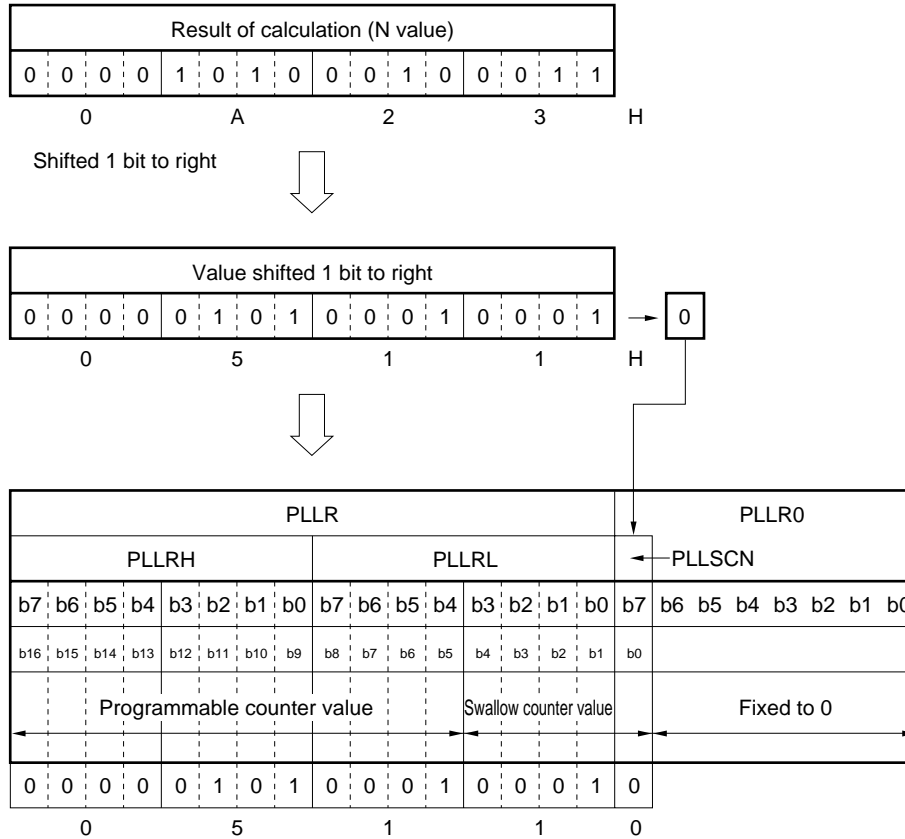 Result of calculation (N value)
0 0 0 0 1 0 1 0 0 0 1 0 0 0 1 1
0 A 2 3 H
Shifted 1 bit to right
Value shifted 1 bit to right
0 0 0 0 0 1 0 1 0 0 0 1 0 0 0 1 0
0 5 1 1 H
PLLR PLLR0
PLLRH PLLRL PLLSCN
b7 b6 b5 b4 b3 b2 b1 b0 b7 b6 b5 b4 b3 b2 b1 b0 b7 b6 b5 b4 b3 b2 b1 b0
b16 b15 b14 b13 b12 b11 b10 b9 b8 b7 b6 b5 b4 b3 b2 b1 b0
Programmable counter value Swallow counter value Fixed to 0
0 0 0 0 0 1 0 1 0 0 0 1 0 0 0 1 0
0 5 1 1 0